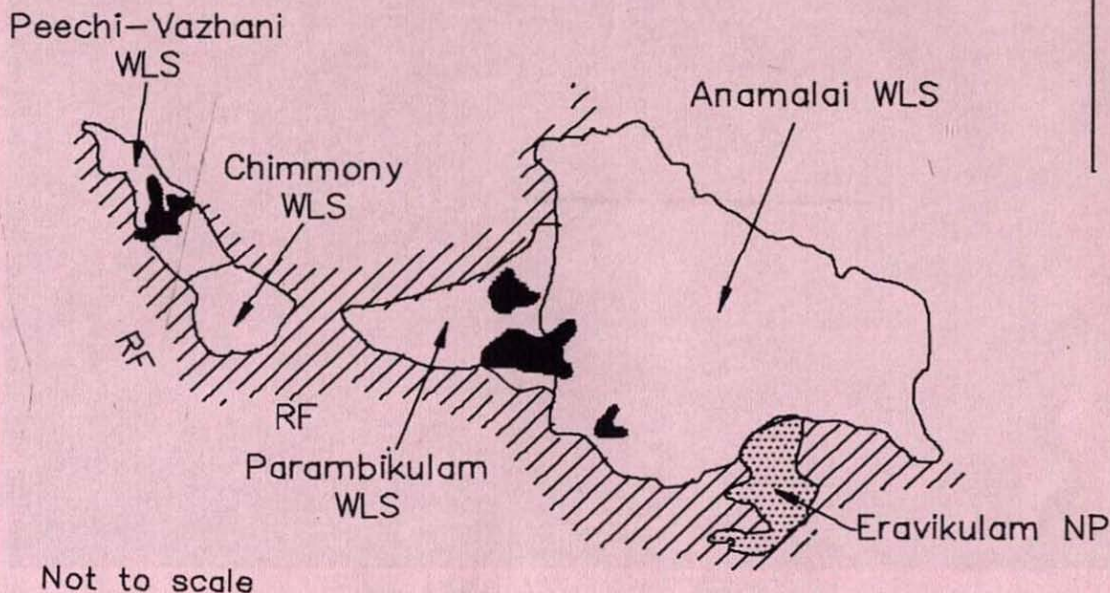 Peechi-Vazhani
WLS
Anamalai WLS
Chimmony
WLS
RF
RF
Parambikulam
WLS
Eravikulam NP
Not to scale